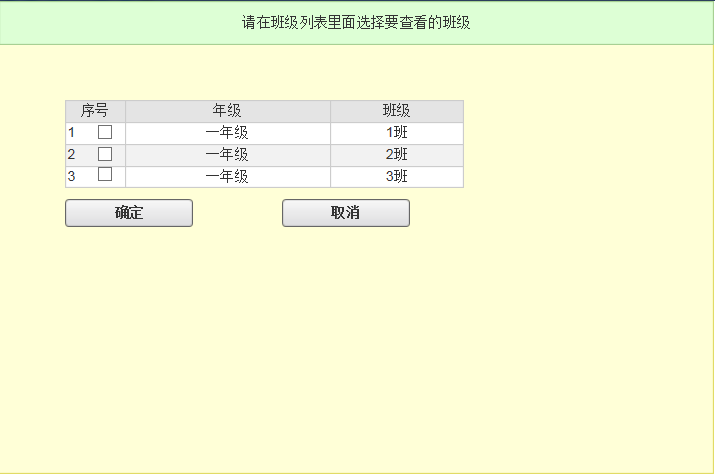 请在班级列表里面选择要查看的班级
序号 年级 班级
1 一年级 1班
2 一年级 2班
3 一年级 3班
确定 取消